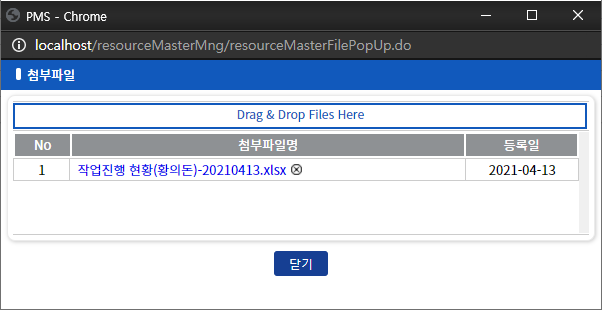 PMS - Chrome
localhost/resourceMasterMng/resourceMasterFilePopUp.do
첨부파일
Drag & Drop Files Here
No 첨부파일명 등록일
1 작업진행 현황(황의돈)-20210413.xlsx 2021-04-13
닫기